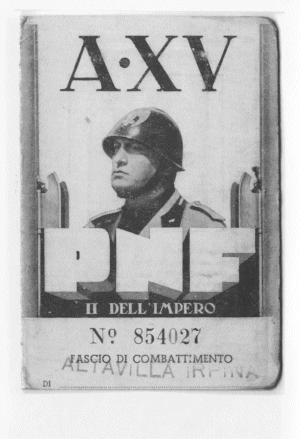 A·XV
PNF
II DELL'IMPERO
Nº 854027
FASCIO DI COMBATTIMENTO
ALTAVILLA IRPINA
DI